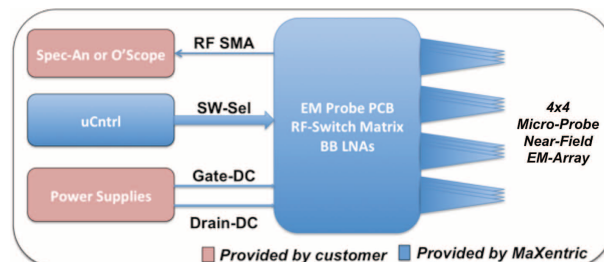 Spec-An or O'Scope
RF SMA
uCntrl
SW-Sel
Power Supplies
Gate-DC
Drain-DC
EM Probe PCB
RF-Switch Matrix
BB LNAs
4x4
Micro-Probe
Near-Field
EM-Array
Provided by customer
Provided by MaXentric